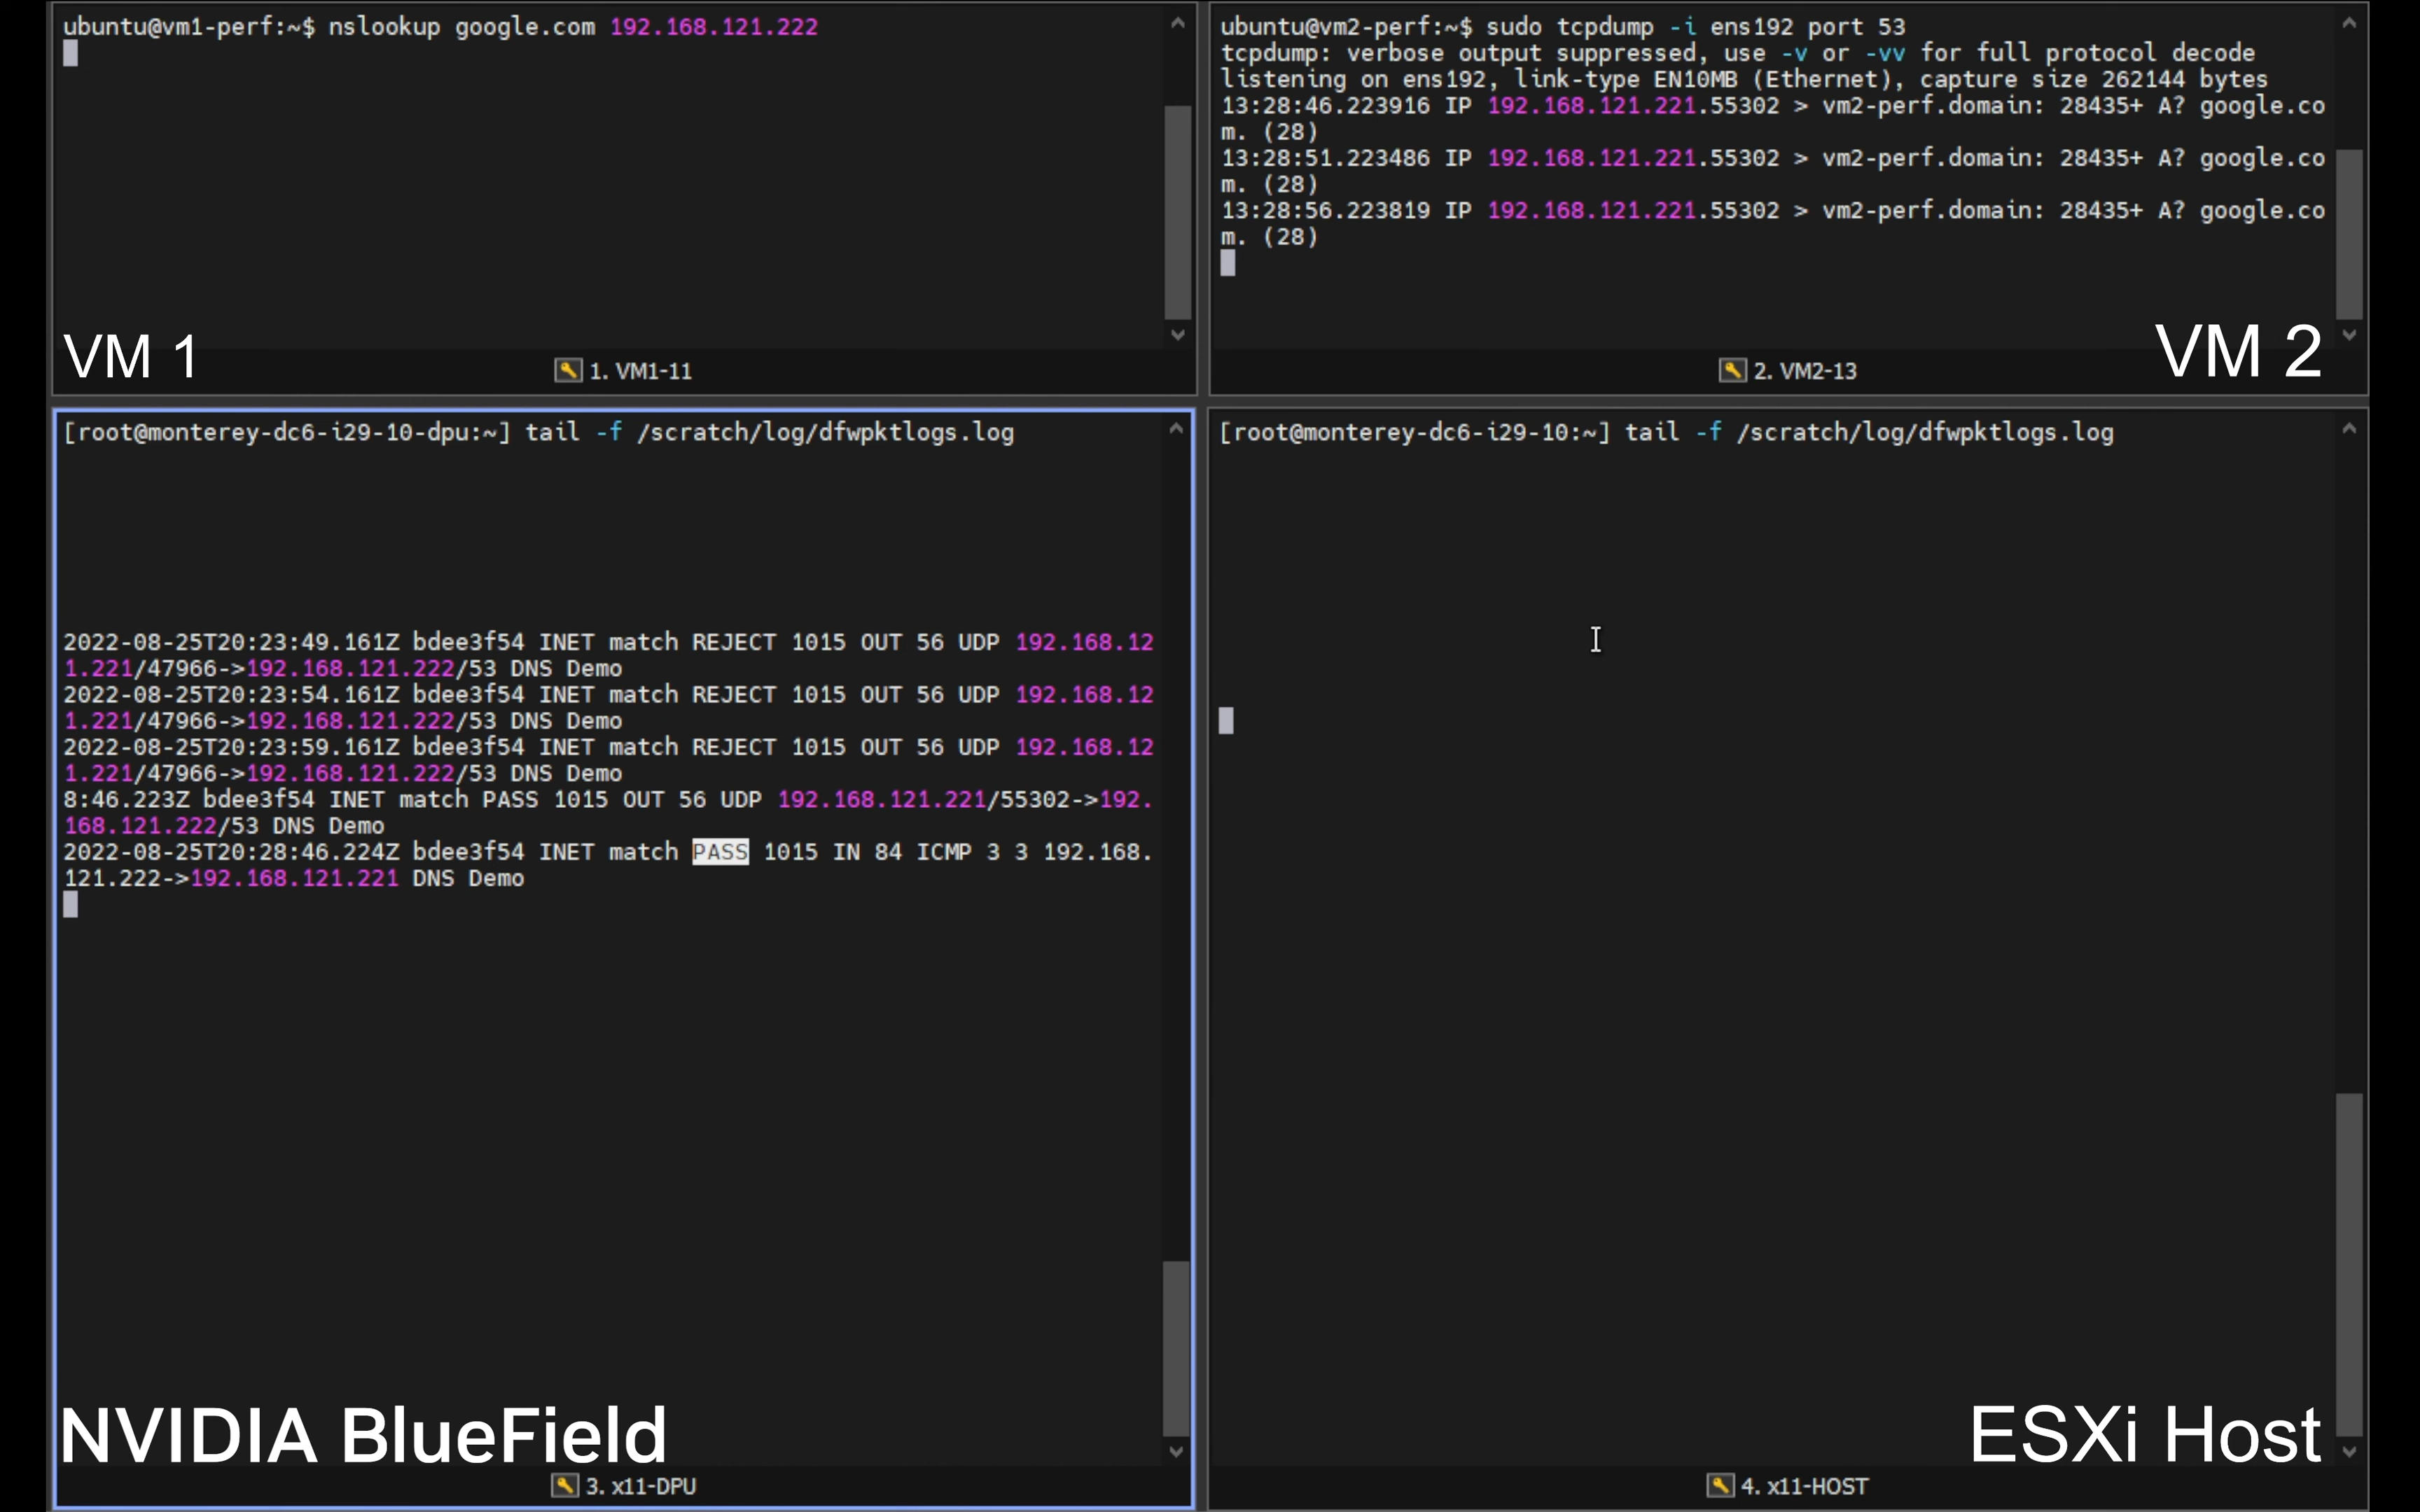 ubuntu@vm1-perf:~$ nslookup google.com 192.168.121.222
VM 1
1. VM1-11
ubuntu@vm2-perf:~$ sudo tcpdump -i ens192 port 53
tcpdump: verbose output suppressed, use -v or -vv for full protocol decode
listening on ens192, link-type EN10MB (Ethernet), capture size 262144 bytes
13:28:46.223916 IP 192.168.121.221.55302 > vm2-perf.domain: 28435+ A? google.co
m. (28)
13:28:51.223486 IP 192.168.121.221.55302 > vm2-perf.domain: 28435+ A? google.co
m. (28)
13:28:56.223819 IP 192.168.121.221.55302 > vm2-perf.domain: 28435+ A? google.co
m. (28)
VM 2
2. VM2-13
[root@monterey-dc6-i29-10-dpu:~] tail -f /scratch/log/dfwpktlogs.log
2022-08-25T20:23:49.161Z bdee3f54 INET match REJECT 1015 OUT 56 UDP 192.168.12
1.221/47966->192.168.121.222/53 DNS Demo
2022-08-25T20:23:54.161Z bdee3f54 INET match REJECT 1015 OUT 56 UDP 192.168.12
1.221/47966->192.168.121.222/53 DNS Demo
2022-08-25T20:23:59.161Z bdee3f54 INET match REJECT 1015 OUT 56 UDP 192.168.12
1.221/47966->192.168.121.222/53 DNS Demo
8:46.223Z bdee3f54 INET match PASS 1015 OUT 56 UDP 192.168.121.221/55302->192.
168.121.222/53 DNS Demo
2022-08-25T20:28:46.224Z bdee3f54 INET match PASS 1015 IN 84 ICMP 3 3 192.168.
121.222->192.168.121.221 DNS Demo
NVIDIA BlueField
3. x11-DPU
[root@monterey-dc6-i29-10:~] tail -f /scratch/log/dfwpktlogs.log
ESXi Host
4. x11-HOST